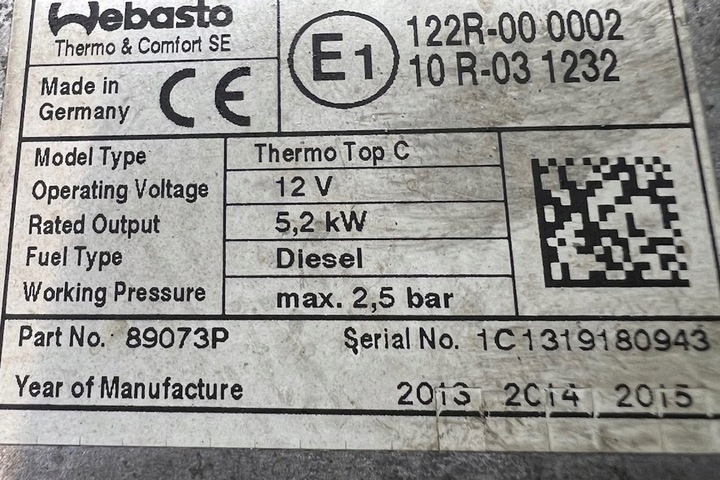 Webasto
Thermo & Comfort SE
Made in
Germany
CE
E1
122R-00 0002
10 R-03 1232
Model Type Thermo Top C
Operating Voltage 12 V
Rated Output 5,2 kW
Fuel Type Diesel
Working Pressure max. 2,5 bar
Part No. 89073P Serial No. 1C1319180943
Year of Manufacture 2013 2014 2015